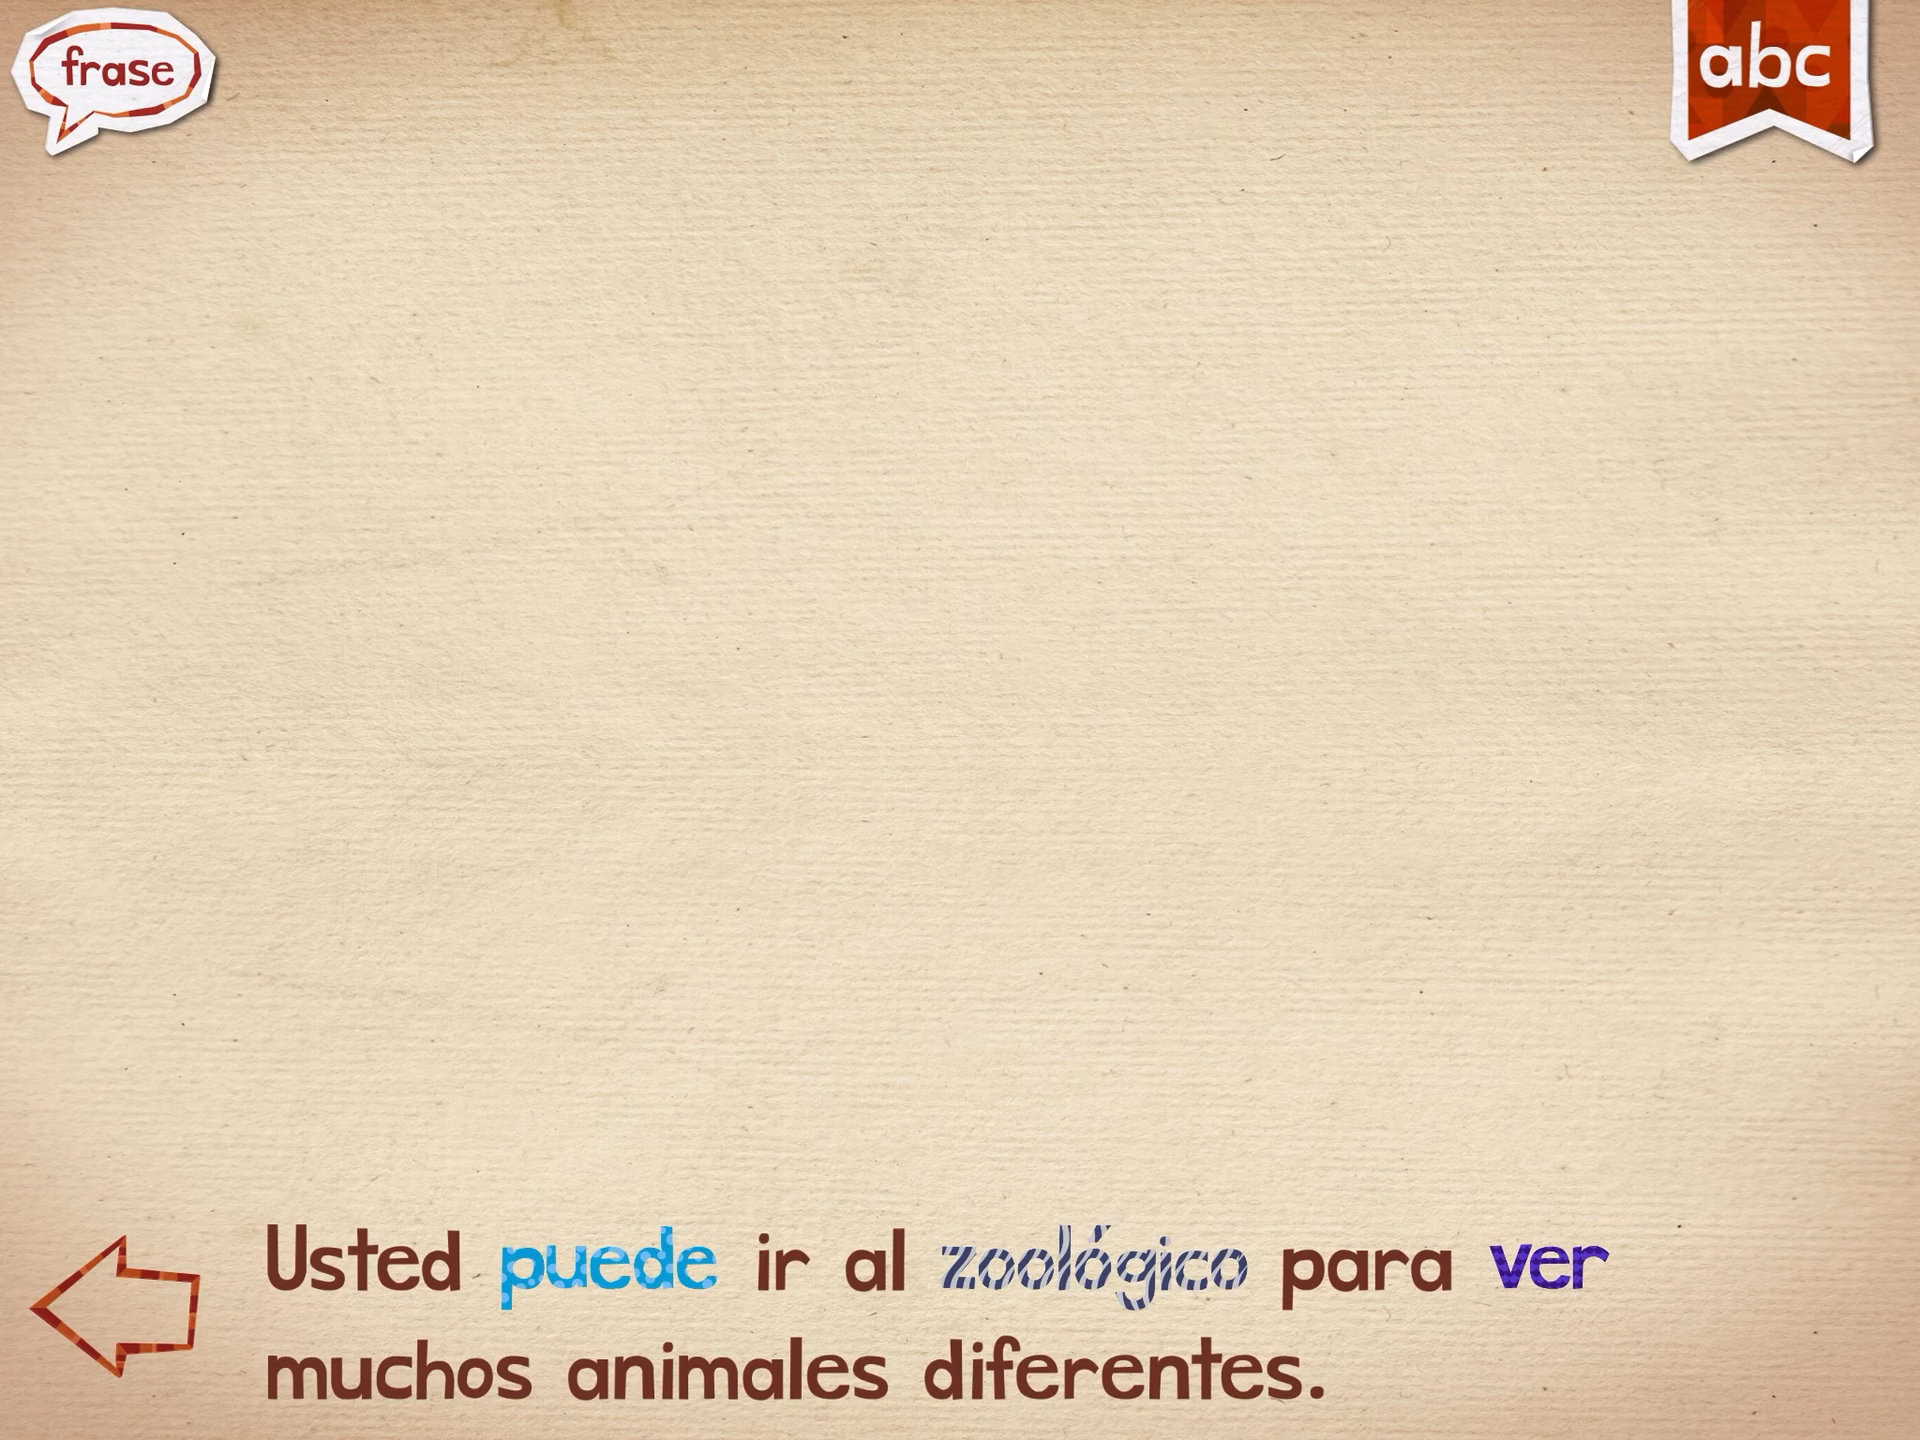 frase
abc
Usted puede ir al zoológico para ver
muchos animales diferentes.